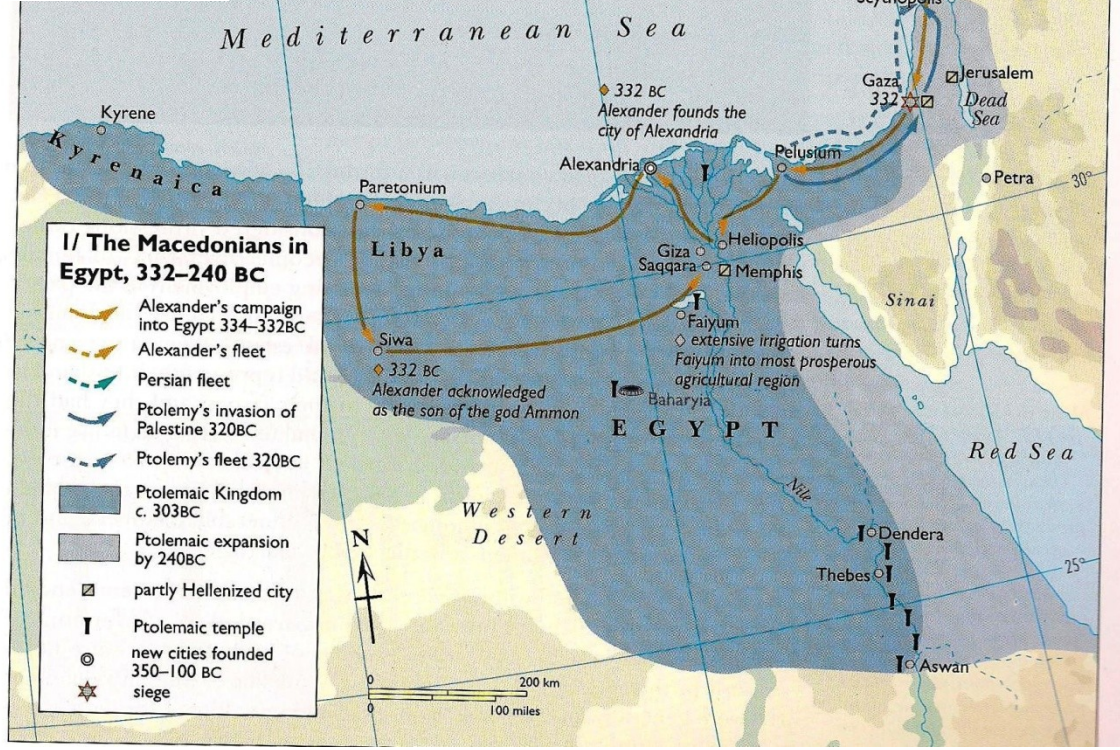 Scythopolis
Mediterranean Sea
Jerusalem
Gaza
332
Dead
Sea
332 BC
Alexander founds the
city of Alexandria
Kyrene
Kyrenaica
Alexandria
Pelusium
Petra
30°
Paretonium
Libya
Heliopolis
Giza
Saqqara
Memphis
Sinai
Faiyum
extensive irrigation turns
Faiyum into most prosperous
agricultural region
Siwa
332 BC
Alexander acknowledged
as the son of the god Ammon
Baharyia
EGYPT
Red Sea
Nile
Western
Desert
Dendera
Thebes
25°
Aswan
1/ The Macedonians in
Egypt, 332–240 BC
Alexander's campaign
into Egypt 334–332BC
Alexander's fleet
Persian fleet
Ptolemy's invasion of
Palestine 320BC
Ptolemy's fleet 320BC
Ptolemaic Kingdom
c. 303BC
Ptolemaic expansion
by 240BC
partly Hellenized city
Ptolemaic temple
new cities founded
350–100 BC
siege
N
0 200 km
0 100 miles